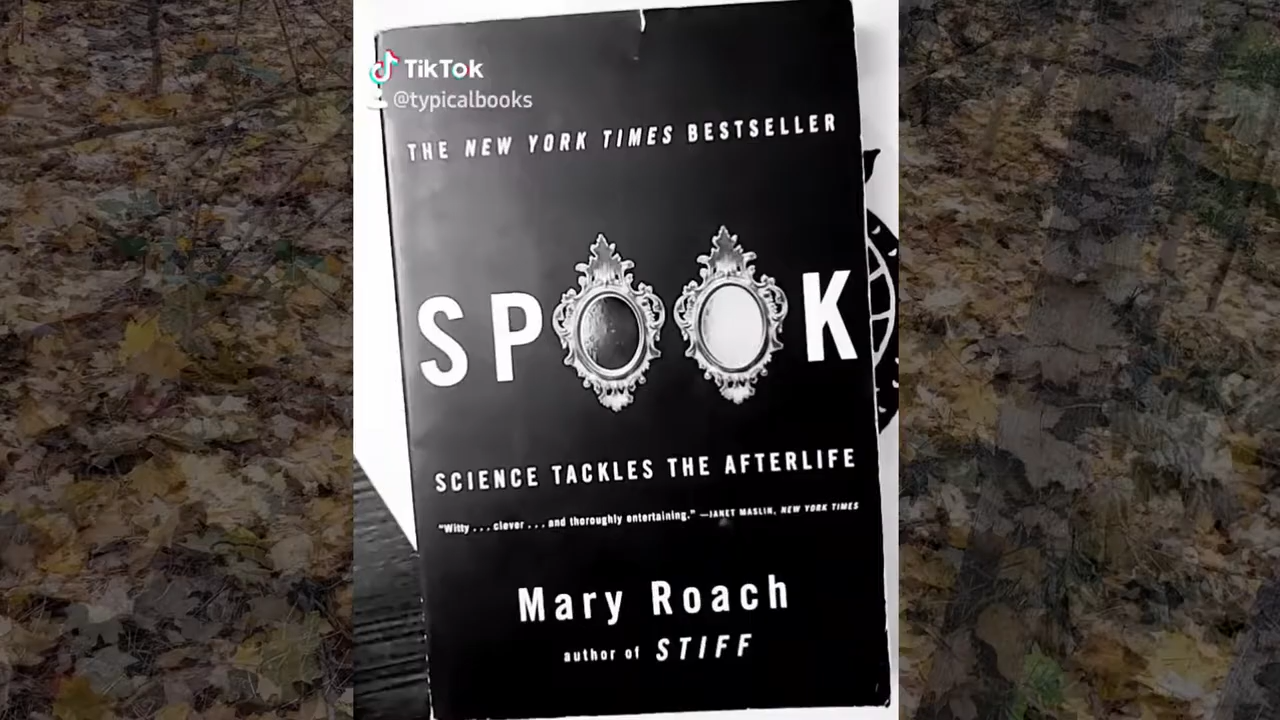 TikTok
@typicalbooks
THE NEW YORK TIMES BESTSELLER
SPOOK
SCIENCE TACKLES THE AFTERLIFE
"Witty . . . clever . . . and thoroughly entertaining." —JANET MASLIN, NEW YORK TIMES
Mary Roach
author of STIFF